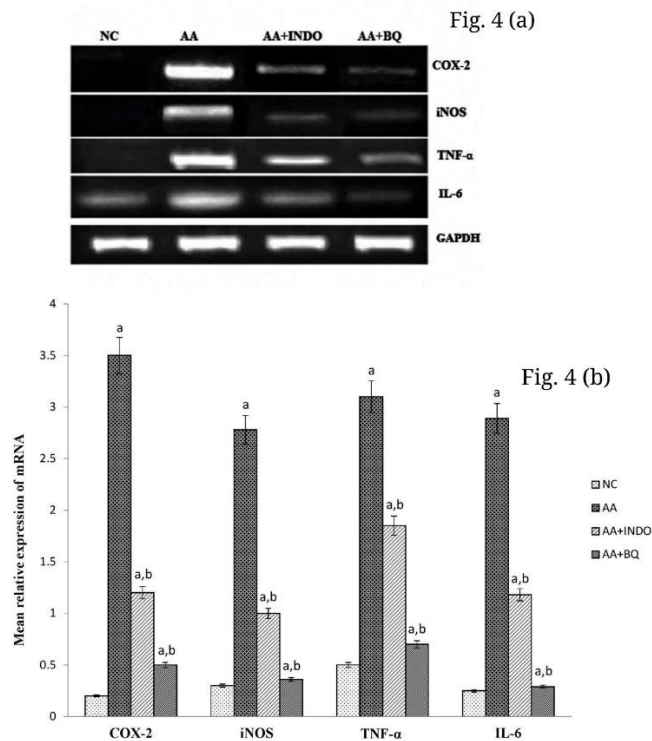 Fig. 4 (a)
NC AA AA+INDO AA+BQ
COX-2
iNOS
TNF-α
IL-6
GAPDH
Fig. 4 (b)
Mean relative expression of mRNA
4
3.5
3
2.5
2
1.5
1
0.5
0
a a a a
a,b a,b a,b a,b
a,b a,b a,b a,b
NC
AA
AA+INDO
AA+BQ
COX-2 iNOS TNF-α IL-6